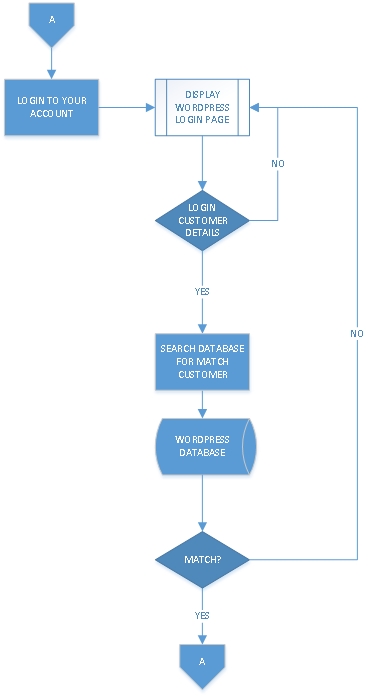 A
LOGIN TO YOUR
ACCOUNT
DISPLAY
WORDPRESS
LOGIN PAGE
NO
LOGIN
CUSTOMER
DETAILS
YES
NO
SEARCH DATABASE
FOR MATCH
CUSTOMER
WORDPRESS
DATABASE
MATCH?
YES
A